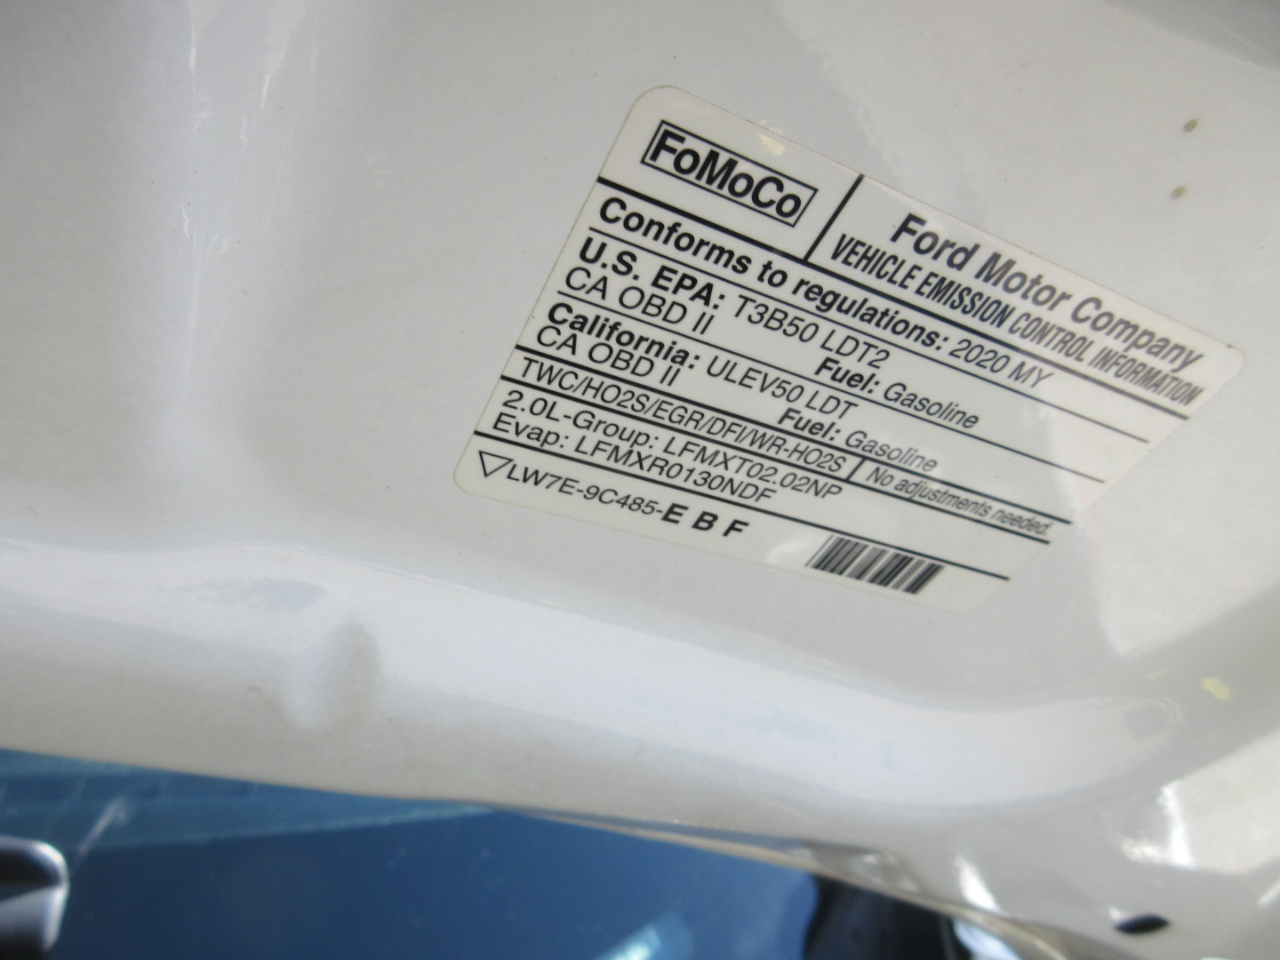 FoMoCo
Ford Motor Company
VEHICLE EMISSION CONTROL INFORMATION
Conforms to regulations: 2020 MY
U.S. EPA: T3B50 LDT2
CA OBD II Fuel: Gasoline
California: ULEV50 LDT
CA OBD II Fuel: Gasoline
TWC/HO2S/EGR/DFI/WR-HO2S No adjustments needed.
2.0L-Group: LFMXT02.02NP
Evap: LFMXR0130NDF
LW7E-9C485-E B F